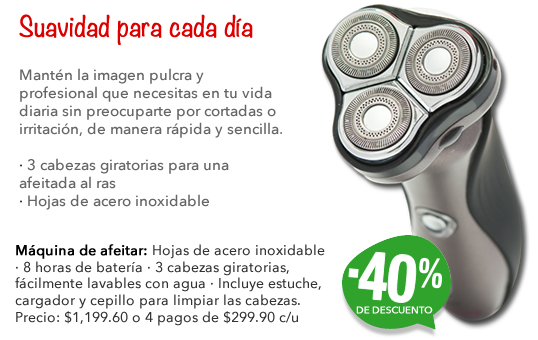 Suavidad para cada día
Mantén la imagen pulcra y
profesional que necesitas en tu vida
diaria sin preocuparte por cortadas o
irritación, de manera rápida y sencilla.
· 3 cabezas giratorias para una
afeitada al ras
· Hojas de acero inoxidable
Máquina de afeitar: Hojas de acero inoxidable
· 8 horas de batería · 3 cabezas giratorias,
fácilmente lavables con agua · Incluye estuche,
cargador y cepillo para limpiar las cabezas.
Precio: $1,199.60 o 4 pagos de $299.90 c/u
-40%
DE DESCUENTO